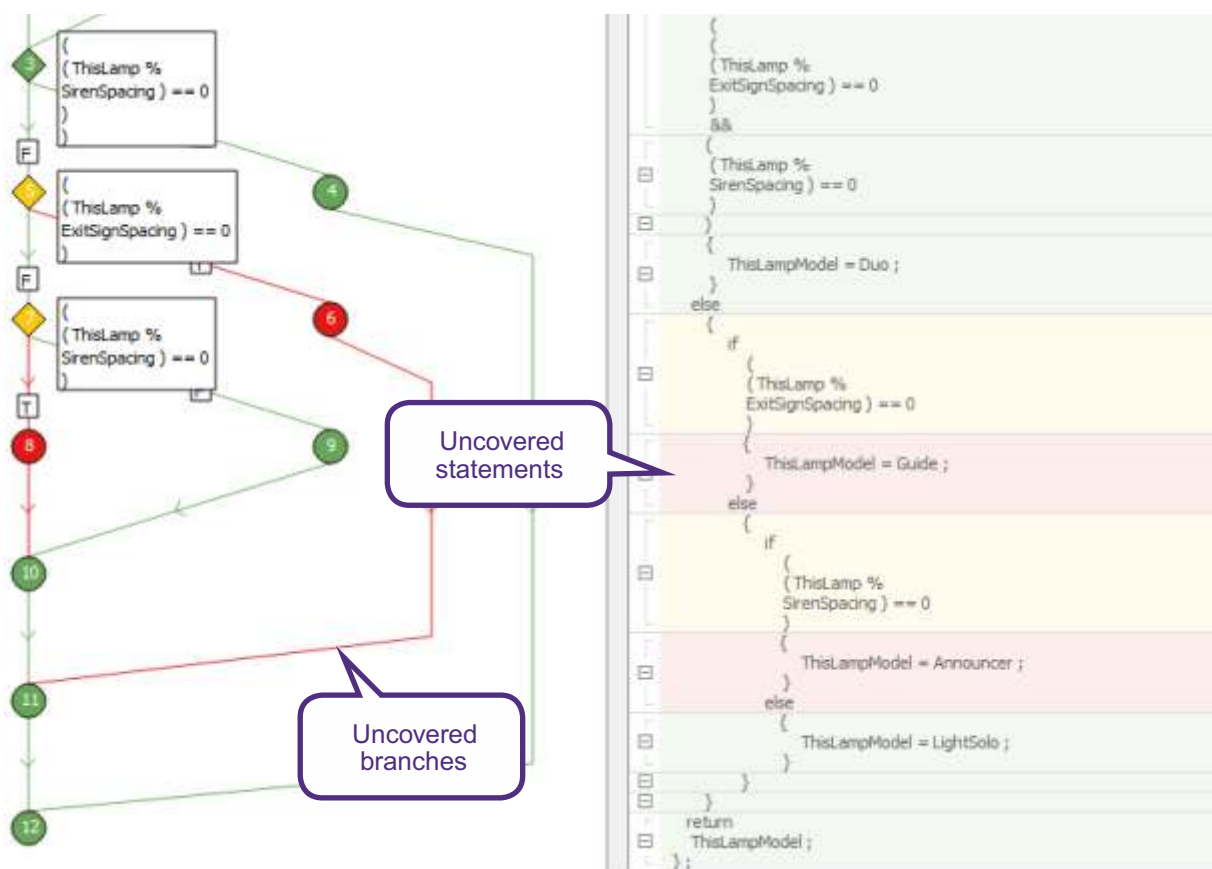 3
(
( ThisLamp %
SirenSpacing ) == 0
)
)
F
4
5
(
( ThisLamp %
ExitSignSpacing ) == 0
)
F
6
7
(
( ThisLamp %
SirenSpacing ) == 0
)
T
8
9
10
11
12
Uncovered
statements
Uncovered
branches
{
(
( ThisLamp %
ExitSignSpacing ) == 0
)
&&
(
( ThisLamp %
SirenSpacing ) == 0
)
)
{
ThisLampModel = Duo ;
}
else
{
if
(
( ThisLamp %
ExitSignSpacing ) == 0
)
{
ThisLampModel = Guide ;
}
else
{
if
(
( ThisLamp %
SirenSpacing ) == 0
)
{
ThisLampModel = Announcer ;
}
else
{
ThisLampModel = LightSolo ;
}
}
}
return
ThisLampModel ;
} ;